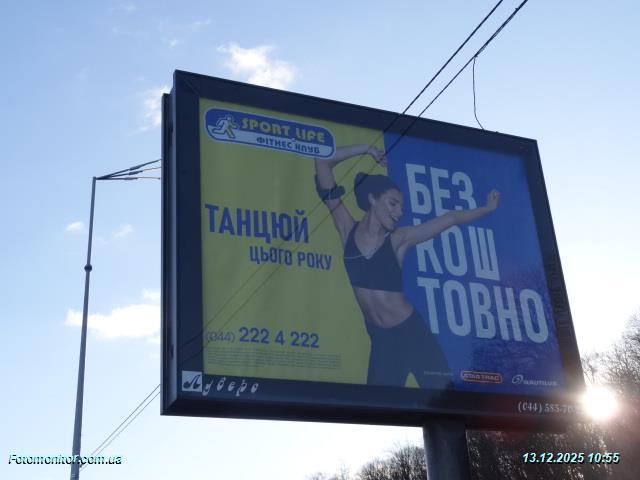 SPORT LIFE
ФІТНЕС КЛУБ
ТАНЦЮЙ
ЦЬОГО РОКУ
БЕЗ
КОШ
ТОВНО
(044) 222 4 222
STAR TRAC
NAUTILUS
Лудеро
Fotomonitor.com.ua
13.12.2025 10:55